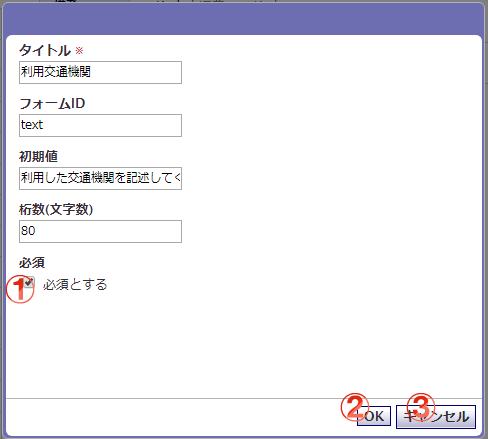 タイトル ※
利用交通機関
フォームID
text
初期値
利用した交通機関を記述してく
桁数(文字数)
80
必須
① 必須とする
② OK ③ キャンセル